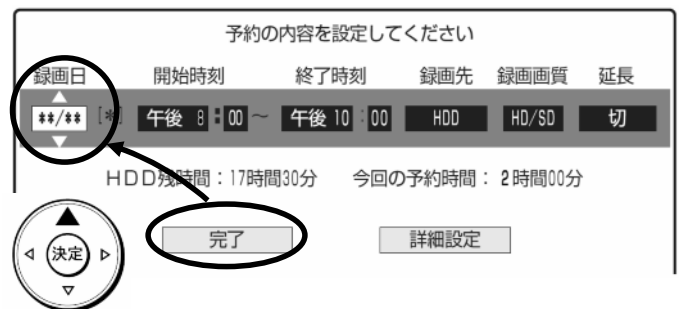 予約の内容を設定してください
録画日 開始時刻 終了時刻 録画先 録画画質 延長
**/** [*] 午後 8:00 ~ 午後 10:00 HDD HD/SD 切
HDD残時間:17時間30分 今回の予約時間:2時間00分
完了 詳細設定
決定